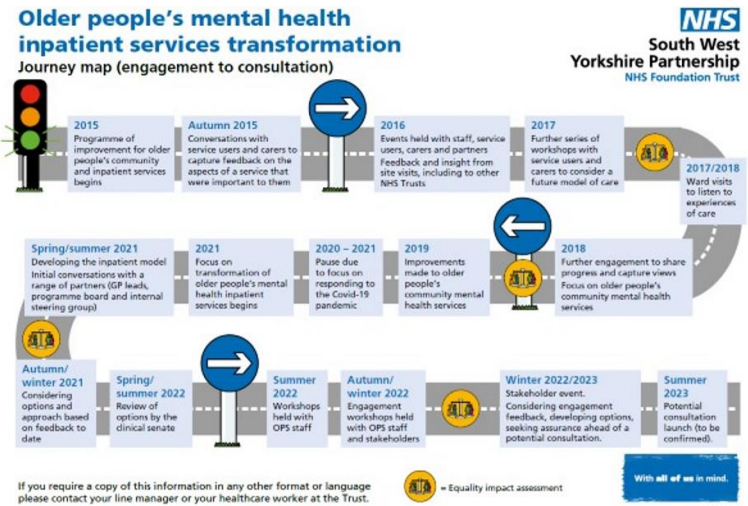 Older people's mental health
inpatient services transformation
Journey map (engagement to consultation)
NHS
South West
Yorkshire Partnership
NHS Foundation Trust
2015
Programme of
improvement for older
people's community
and inpatient services
begins
Autumn 2015
Conversations with
service users and carers to
capture feedback on the
aspects of a service that
were important to them
2016
Events held with staff, service
users, carers and partners
Feedback and insight from
site visits, including to other
NHS Trusts
2017
Further series of
workshops with
service users and
carers to consider a
future model of care
2017/2018
Ward visits
to listen to
experiences
of care
2018
Further engagement to share
progress and capture views
Focus on older people's
community mental health
services
2019
Improvements
made to older
people's
community mental
health services
2020 – 2021
Pause due
to focus on
responding to
the Covid-19
pandemic
2021
Focus on
transformation of
older people's mental
health inpatient
services begins
Spring/summer 2021
Developing the inpatient model
Initial conversations with a
range of partners (GP leads,
programme board and internal
steering group)
Autumn/
winter 2021
Considering
options and
approach based
on feedback to
date
Spring/
summer 2022
Review of
options by the
clinical senate
Summer
2022
Workshops
held with
OPS staff
Autumn/
winter 2022
Engagement
workshops held
with OPS staff
and stakeholders
Winter 2022/2023
Stakeholder event.
Considering engagement
feedback, developing options,
seeking assurance ahead of a
potential consultation.
Summer
2023
Potential
consultation
launch (to be
confirmed).
If you require a copy of this information in any other format or language
please contact your line manager or your healthcare worker at the Trust.
= Equality impact assessment
With all of us in mind.